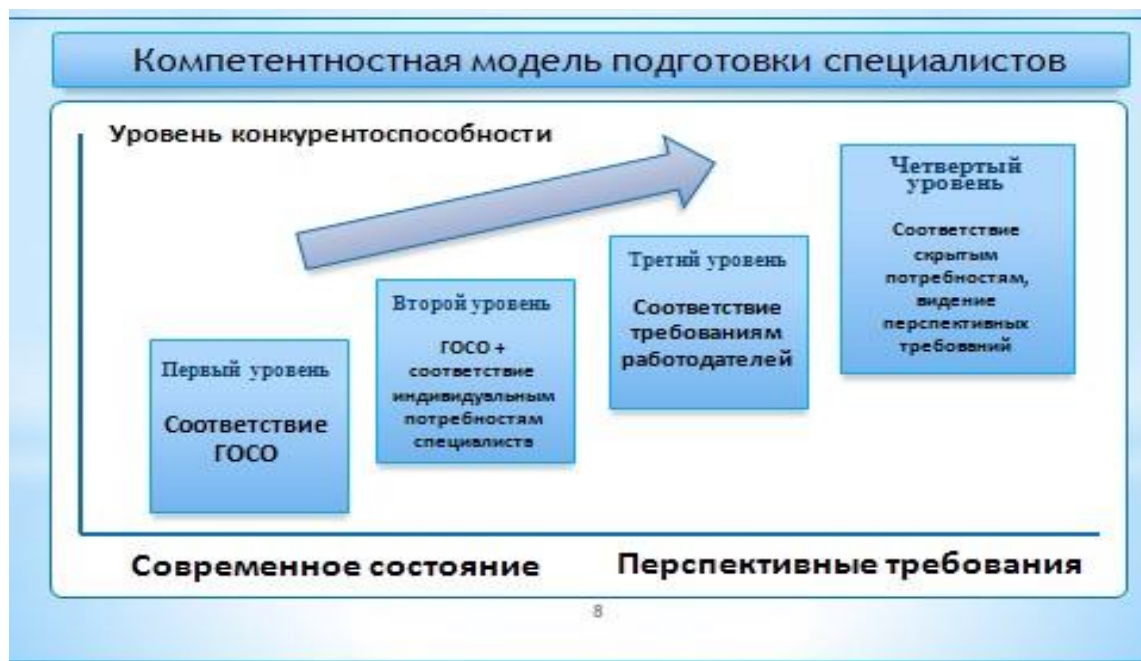 Компетентностная модель подготовки специалистов
Уровень конкурентоспособности
Первый уровень
Соответствие
ГОСО
Второй уровень
ГОСО +
соответствие
индивидуальным
потребностям
специалиств
Третий уровень
Соответствие
требованиям
работодателей
Четвертый
уровень
Соответствие
скрытым
потребностям,
видение
перспективных
требований
Современное состояние
Перспективные требования
8